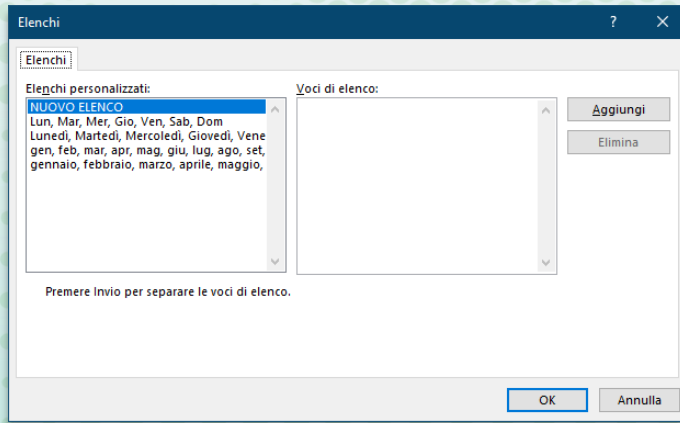 Elenchi
Elenchi
Elenchi personalizzati:
NUOVO ELENCO
Lun, Mar, Mer, Gio, Ven, Sab, Dom
Lunedì, Martedì, Mercoledì, Giovedì, Vene
gen, feb, mar, apr, mag, giu, lug, ago, set,
gennaio, febbraio, marzo, aprile, maggio,
Voci di elenco:
Aggiungi
Elimina
Premere Invio per separare le voci di elenco.
OK
Annulla